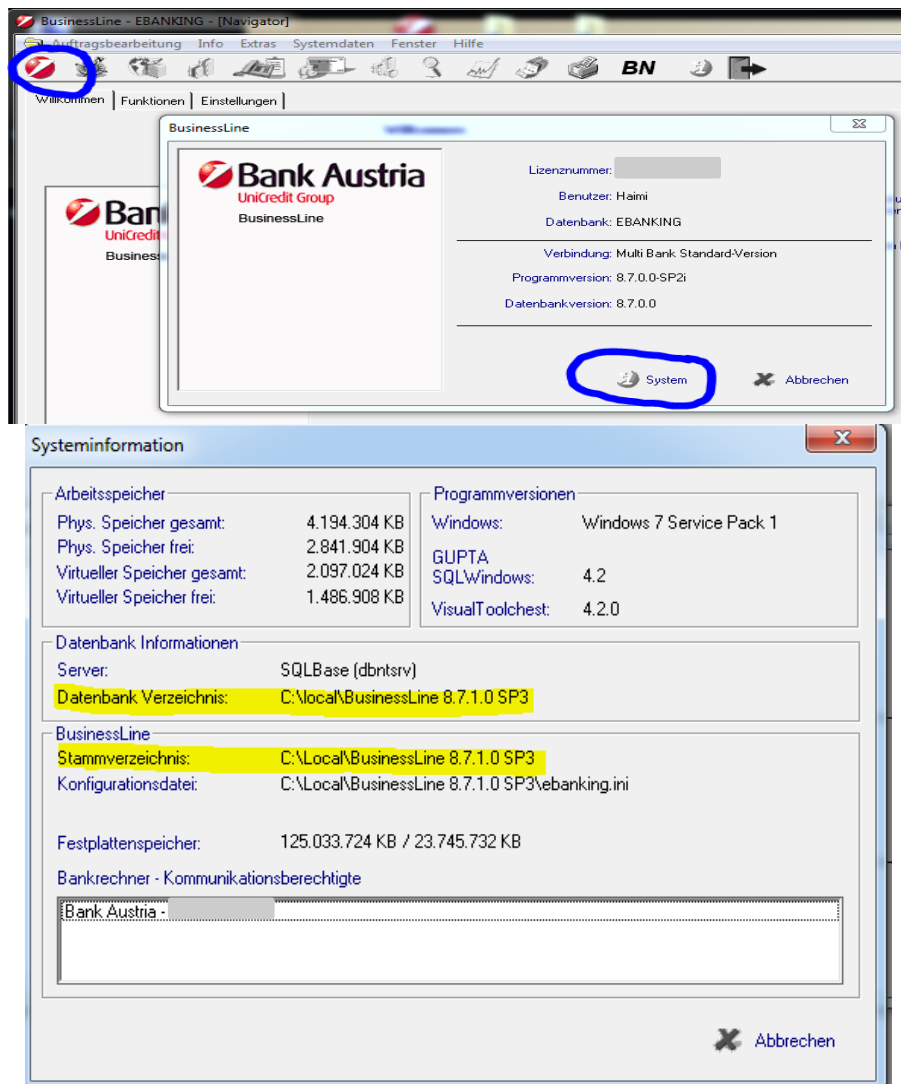 BusinessLine - EBANKING - [Navigator]
Auftragsbearbeitung Info Extras Systemdaten Fenster Hilfe
BN
Willkommen Funktionen Einstellungen
BusinessLine
Bank Austria
UniCredit Group
BusinessLine
Lizenznummer:
Benutzer: Haimi
Datenbank: EBANKING
Verbindung: Multi Bank Standard-Version
Programmversion: 8.7.0.0-SP2i
Datenbankversion: 8.7.0.0
System Abbrechen
Ban
UniCredit
Busines
Systeminformation
Arbeitsspeicher
Phys. Speicher gesamt: 4.194.304 KB
Phys. Speicher frei: 2.841.904 KB
Virtueller Speicher gesamt: 2.097.024 KB
Virtueller Speicher frei: 1.486.908 KB
Programmversionen
Windows: Windows 7 Service Pack 1
GUPTA
SQLWindows: 4.2
VisualToolchest: 4.2.0
Datenbank Informationen
Server: SQLBase (dbntsrv)
Datenbank Verzeichnis: C:\local\BusinessLine 8.7.1.0 SP3
BusinessLine
Stammverzeichnis: C:\Local\BusinessLine 8.7.1.0 SP3
Konfigurationsdatei: C:\Local\BusinessLine 8.7.1.0 SP3\ebanking.ini
Festplattenspeicher: 125.033.724 KB / 23.745.732 KB
Bankrechner - Kommunikationsberechtigte
Bank Austria -
Abbrechen